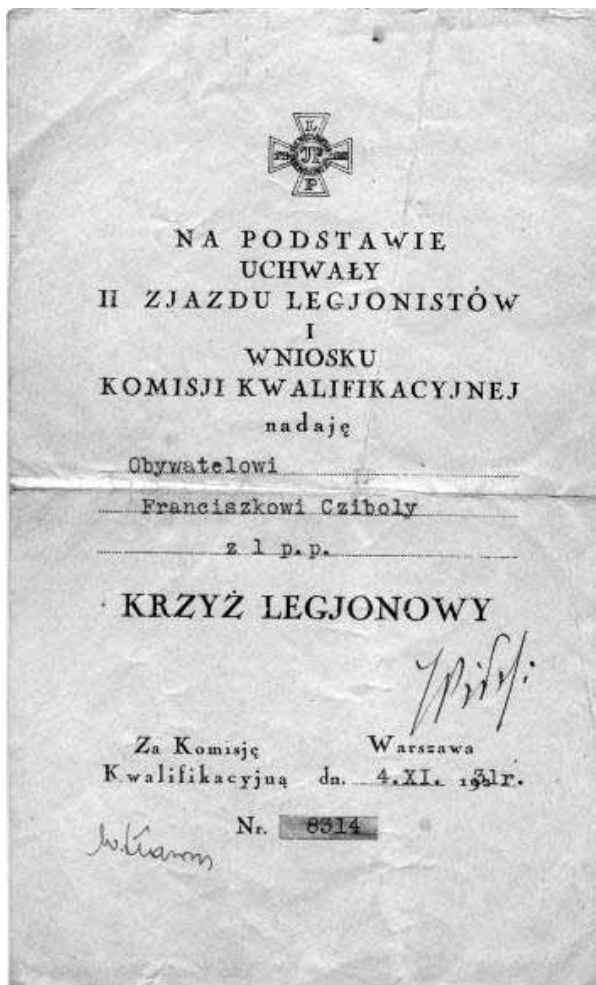 L
JP
P
NA PODSTAWIE
UCHWAŁY
II ZJAZDU LEGJONISTÓW
I
WNIOSKU
KOMISJI KWALIFIKACYJNEJ
nadaję
Obywatelowi
Franciszkowi Cziboly
z 1 p.p.
KRZYŻ LEGJONOWY
Za Komisję Warszawa
Kwalifikacyjną dn. 4.XI. 1931r.
Nr. 8314